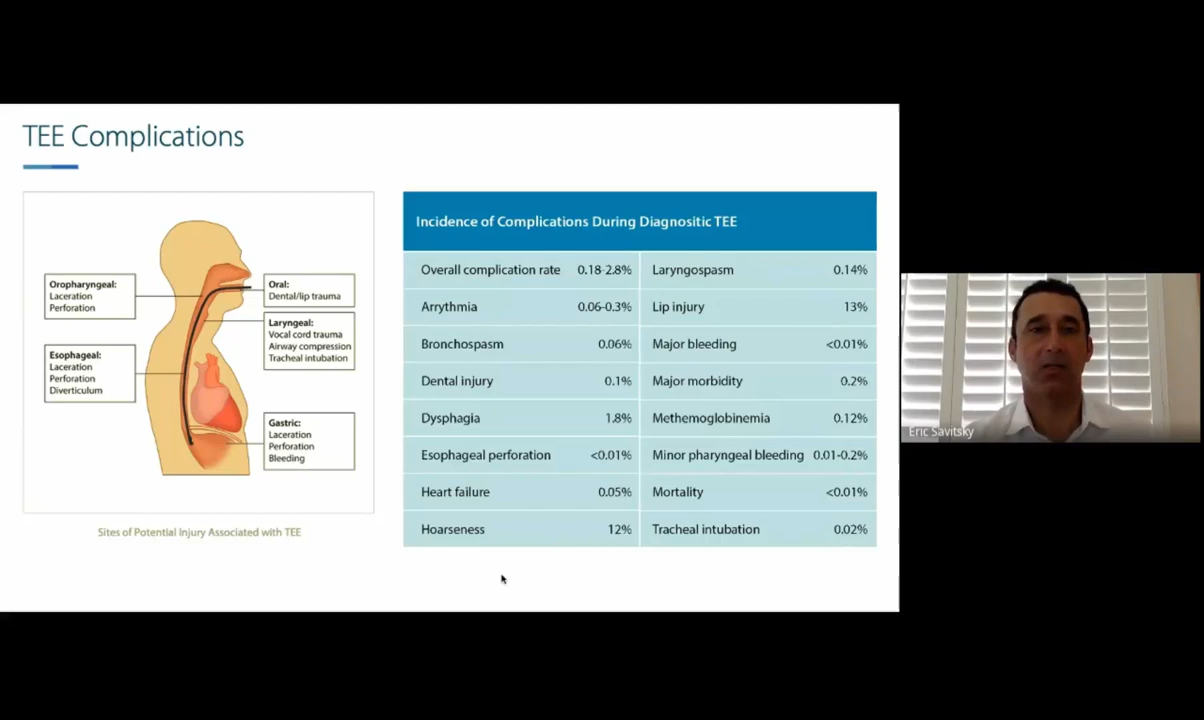 TEE Complications
Oropharyngeal:
Laceration
Perforation
Esophageal:
Laceration
Perforation
Diverticulum
Oral:
Dental/lip trauma
Laryngeal:
Vocal cord trauma
Airway compression
Tracheal intubation
Gastric:
Laceration
Perforation
Bleeding
Sites of Potential Injury Associated with TEE
Incidence of Complications During Diagnositic TEE
Overall complication rate 0.18-2.8% Laryngospasm 0.14%
Arrythmia 0.06-0.3% Lip injury 13%
Bronchospasm 0.06% Major bleeding <0.01%
Dental injury 0.1% Major morbidity 0.2%
Dysphagia 1.8% Methemoglobinemia 0.12%
Esophageal perforation <0.01% Minor pharyngeal bleeding 0.01-0.2%
Heart failure 0.05% Mortality <0.01%
Hoarseness 12% Tracheal intubation 0.02%
Eric Savitsky